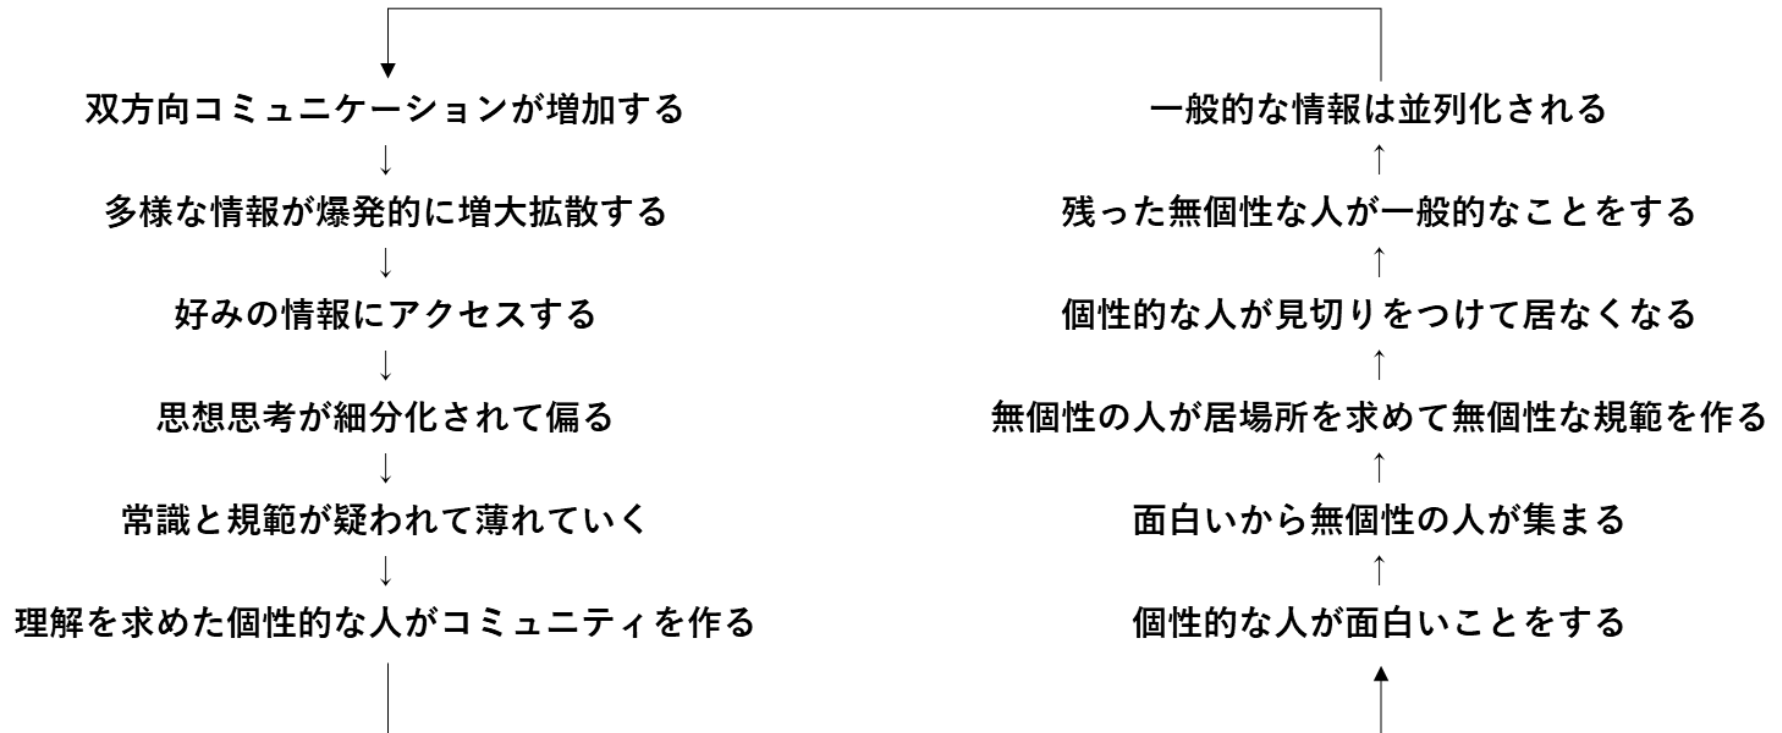 双方向コミュニケーションが増加する
↓
多様な情報が爆発的に増大拡散する
↓
好みの情報にアクセスする
↓
思想思考が細分化されて偏る
↓
常識と規範が疑われて薄れていく
↓
理解を求めた個性的な人がコミュニティを作る
一般的な情報は並列化される
↑
残った無個性な人が一般的なことをする
↑
個性的な人が見切りをつけて居なくなる
↑
無個性の人が居場所を求めて無個性な規範を作る
↑
面白いから無個性の人が集まる
↑
個性的な人が面白いことをする